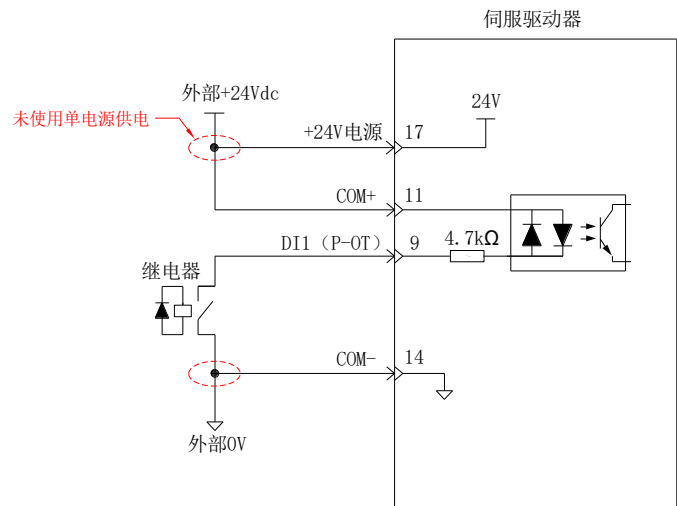 伺服驱动器
外部+24Vdc
24V
未使用单电源供电
+24V电源
17
COM+
11
DI1（P-OT）
9
4.7kΩ
继电器
COM-
14
外部0V